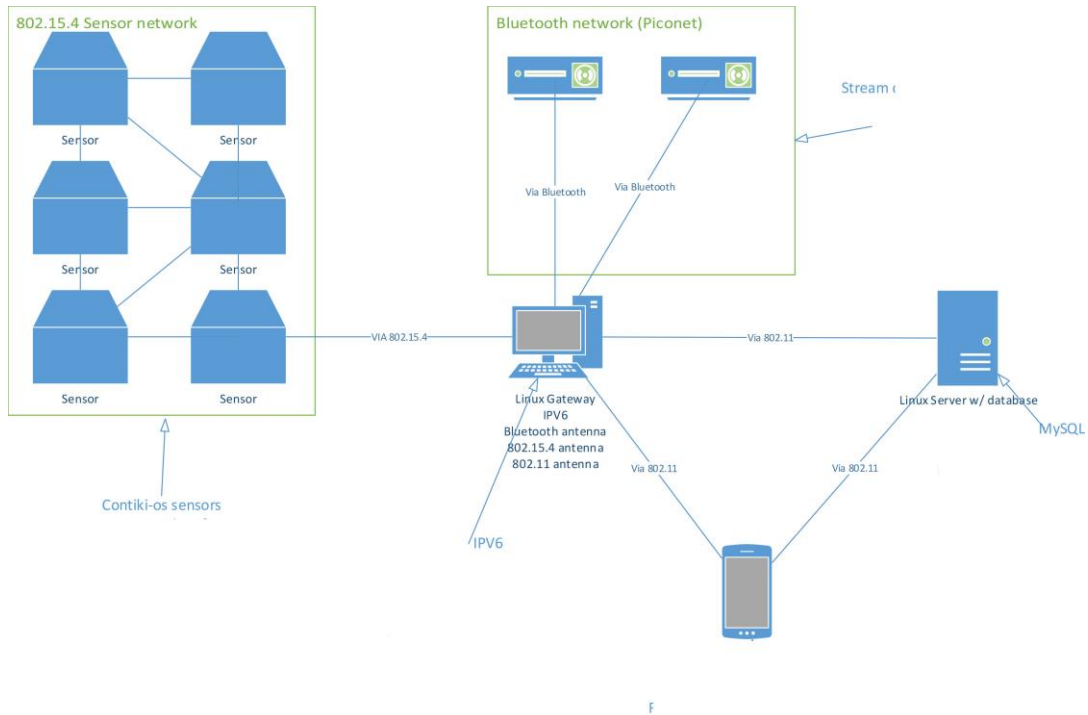 802.15.4 Sensor network
Sensor
Sensor
Sensor
Sensor
Sensor
Sensor
Contiki-os sensors
VIA 802.15.4
Bluetooth network (Piconet)
Via Bluetooth
Via Bluetooth
Stream
Linux Gateway
IPV6
Bluetooth antenna
802.15.4 antenna
802.11 antenna
IPV6
Via 802.11
Via 802.11
Via 802.11
Linux Server w/ database
MySQL